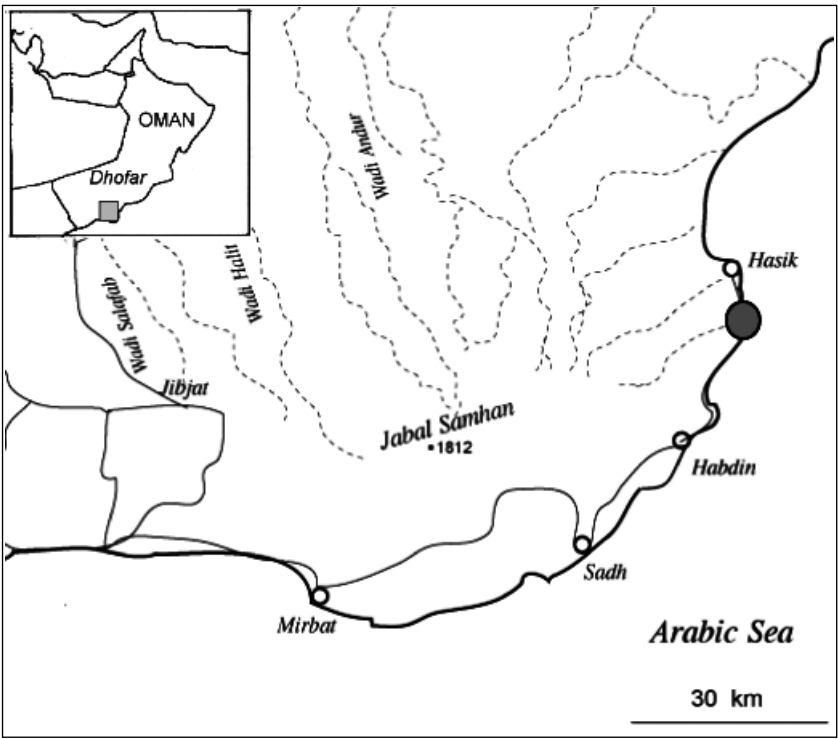 OMAN
Dhofar
Wadi Andur
Wadi Halit
Wadi Salafab
Hasik
Jibjat
Jabal Samhan
1812
Habdin
Sadh
Mirbat
Arabic Sea
30 km